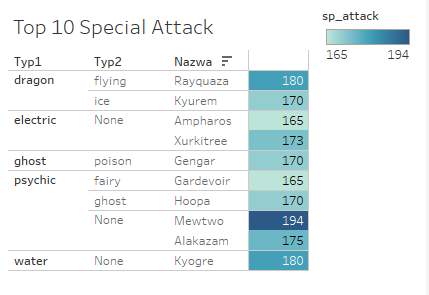 Top 10 Special Attack
sp_attack
165 194
Typ1 Typ2 Nazwa
dragon flying Rayquaza 180
ice Kyurem 170
electric None Ampharos 165
Xurkitree 173
ghost poison Gengar 170
psychic fairy Gardevoir 165
ghost Hoopa 170
None Mewtwo 194
Alakazam 175
water None Kyogre 180